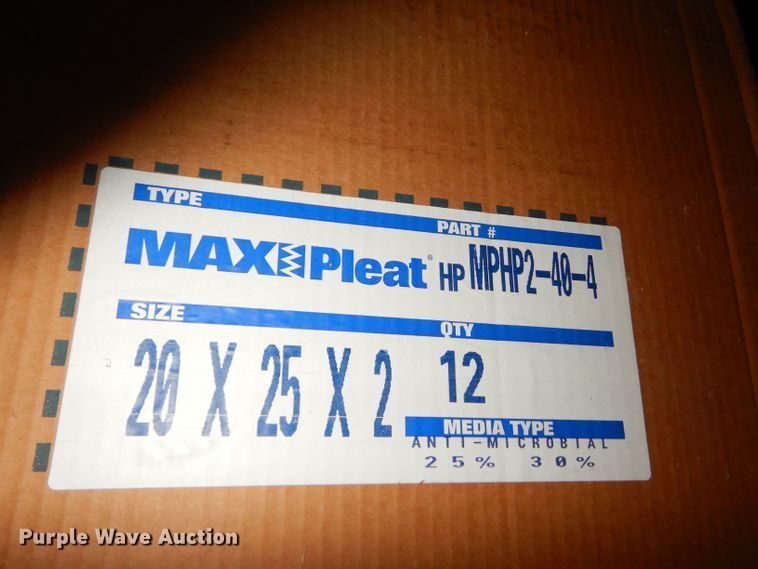 TYPE
PART #
MAX Pleat® HP MPHP2-40-4
SIZE
QTY
20 X 25 X 2 12
MEDIA TYPE
ANTI-MICROBIAL
25% 30%
Purple Wave Auction